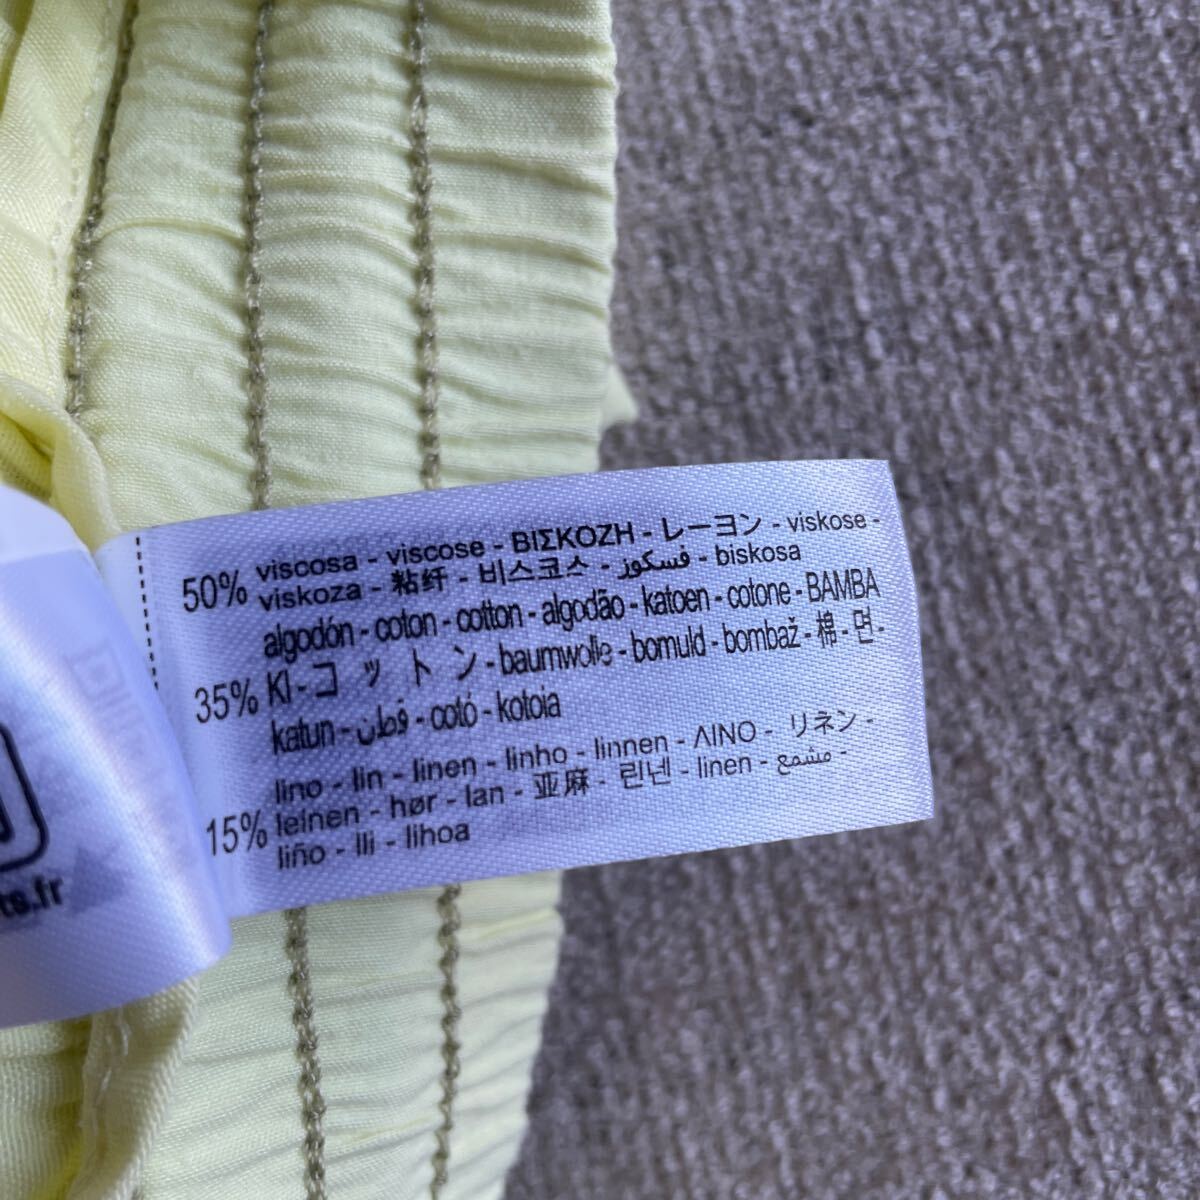 50% viscosa - viscose - ΒΙΣΚΟΖΗ - レーヨン - viskose -
viskoza - 粘纤 - 비스코스 - فسكوز - biskosa
algodón - coton - cotton - algodão - katoen - cotone - BAMBA
35% KI - コットン - baumwolle - bomuld - bombaž - 棉 - 면 -
katun - قطن - cotó - kotoia
lino - lin - linen - linho - linnen - ΛΙΝΟ - リネン -
15% leinen - hør - lan - 亚麻 - 린넨 - linen - مشمع -
liño - lli - lihoa
ts.fr